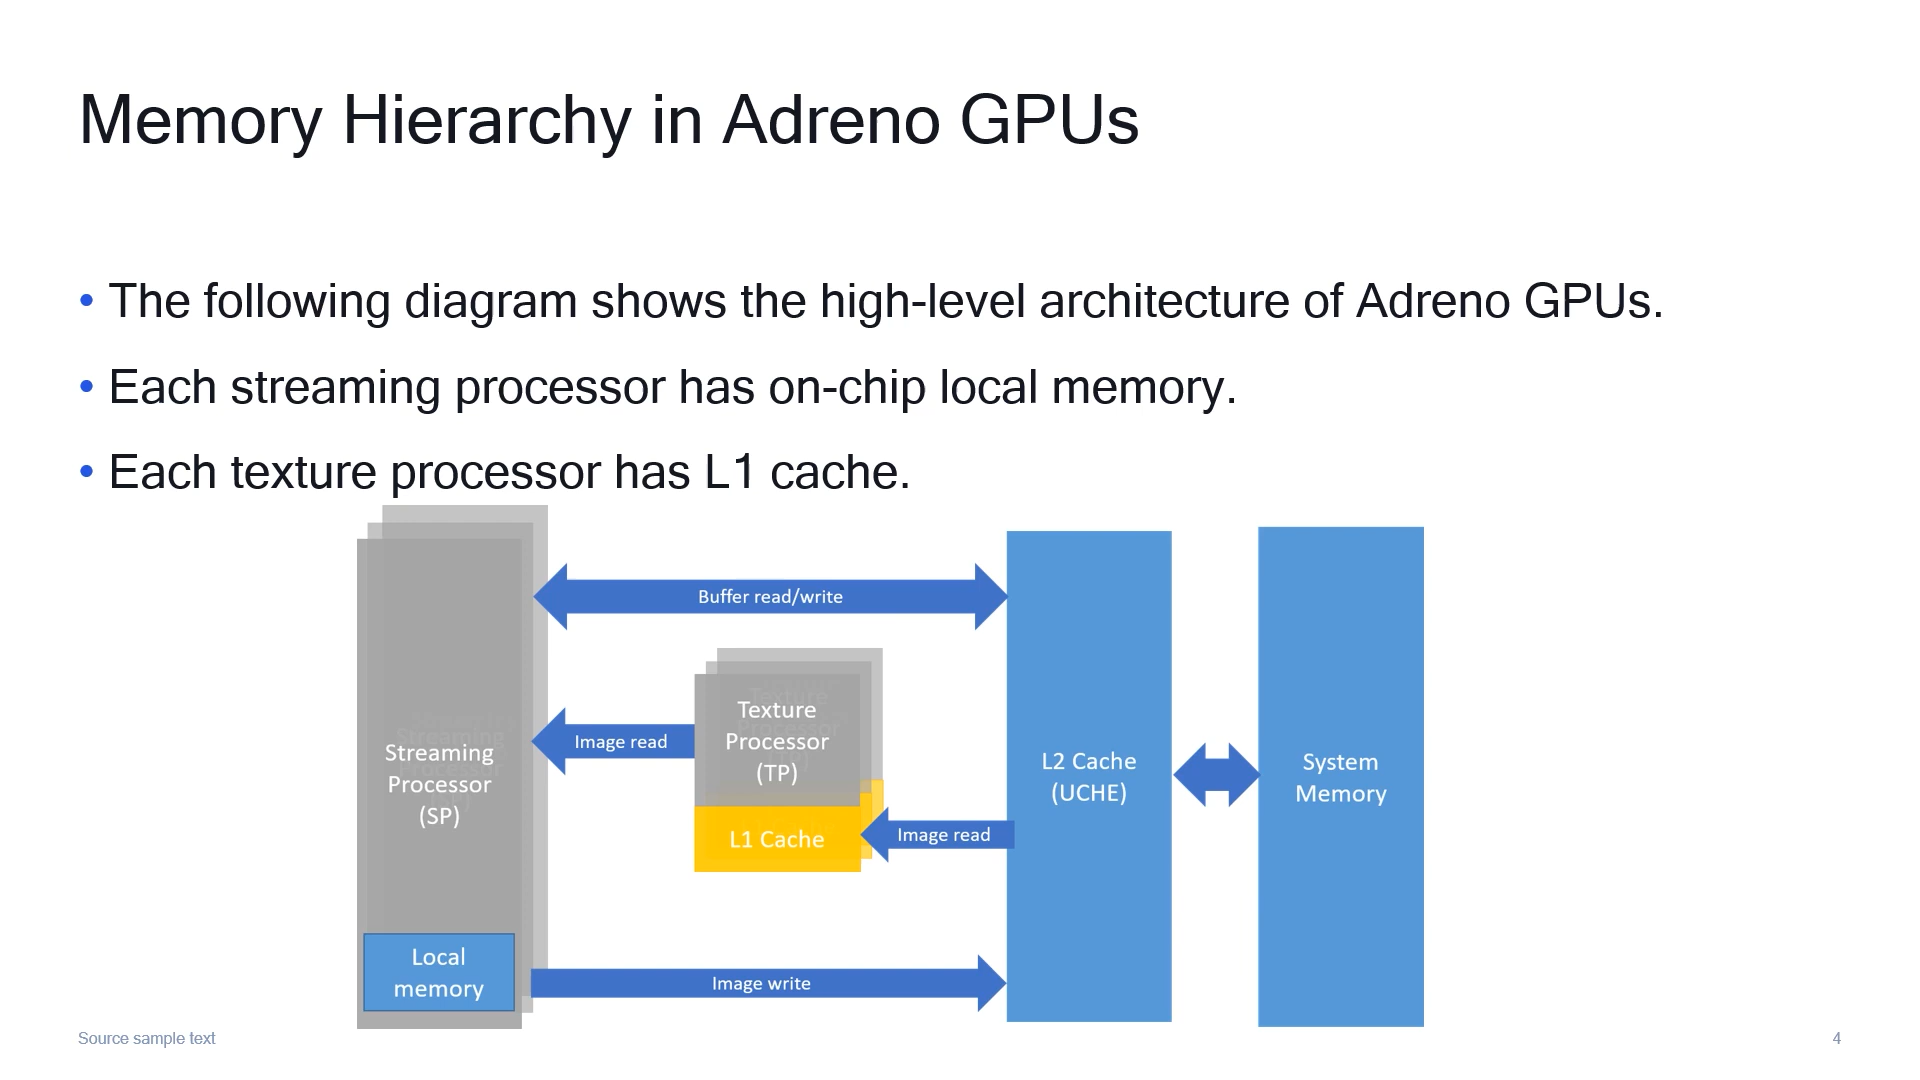 Memory Hierarchy in Adreno GPUs
• The following diagram shows the high-level architecture of Adreno GPUs.
• Each streaming processor has on-chip local memory.
• Each texture processor has L1 cache.
Buffer read/write
Streaming
Processor
(SP)
Image read
Texture
Processor
(TP)
L1 Cache
Image read
L2 Cache
(UCHE)
System
Memory
Local
memory
Image write
Source sample text
4